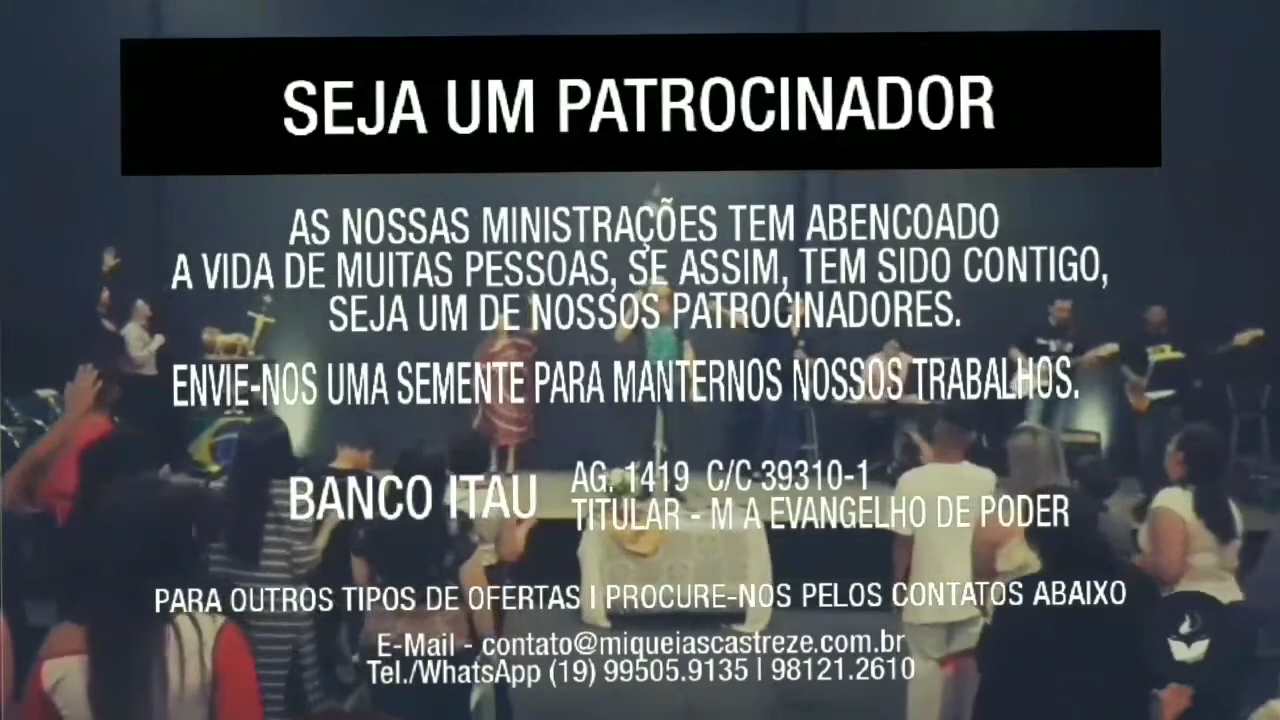 SEJA UM PATROCINADOR
AS NOSSAS MINISTRAÇÕES TEM ABENCOADO
A VIDA DE MUITAS PESSOAS, SE ASSIM, TEM SIDO CONTIGO,
SEJA UM DE NOSSOS PATROCINADORES.
ENVIE-NOS UMA SEMENTE PARA MANTERNOS NOSSOS TRABALHOS.
BANCO ITAU
AG. 1419 C/C 39310-1
TITULAR - M A EVANGELHO DE PODER
PARA OUTROS TIPOS DE OFERTAS I PROCURE-NOS PELOS CONTATOS ABAIXO
E-Mail - contato@miqueiascastreze.com.br
Tel./WhatsApp (19) 99505.9135 | 98121.2610